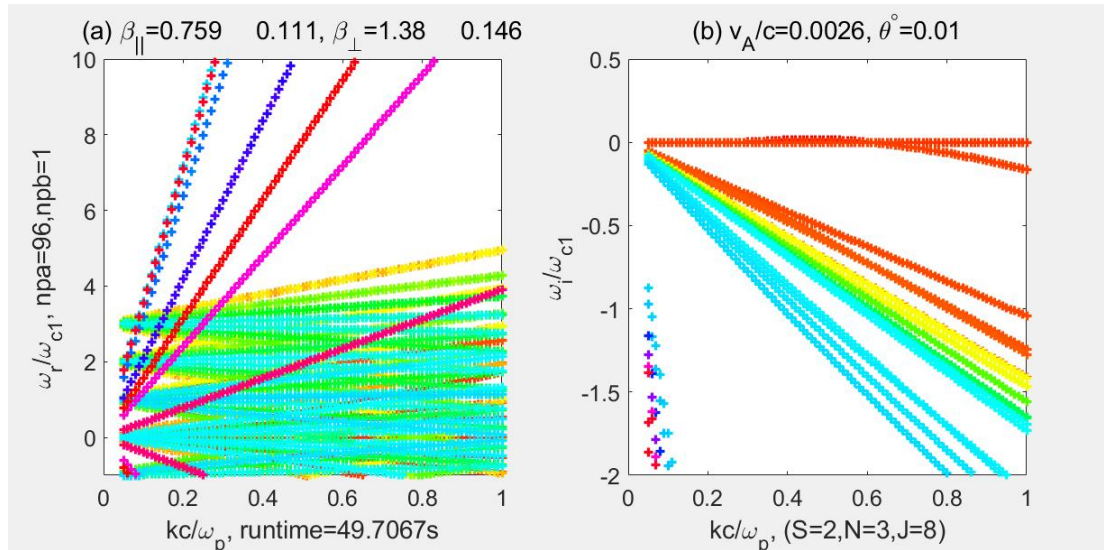 (a) β||=0.759 0.111, β⊥=1.38 0.146
10
8
6
4
2
0
ωr/ωc1, npa=96,npb=1
0 0.2 0.4 0.6 0.8 1
kc/ωp, runtime=49.7067s
(b) vA/c=0.0026, θ°=0.01
0.5
0
-0.5
-1
-1.5
-2
ωi/ωc1
0 0.2 0.4 0.6 0.8 1
kc/ωp, (S=2,N=3,J=8)